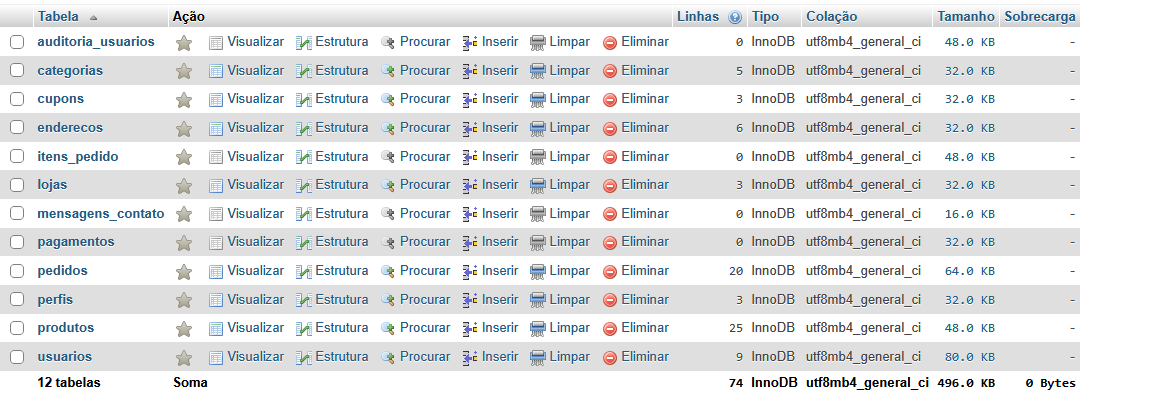 Tabela Ação Linhas Tipo Colação Tamanho Sobrecarga
auditoria_usuarios Visualizar Estrutura Procurar Inserir Limpar Eliminar 0 InnoDB utf8mb4_general_ci 48.0 KB -
categorias Visualizar Estrutura Procurar Inserir Limpar Eliminar 5 InnoDB utf8mb4_general_ci 32.0 KB -
cupons Visualizar Estrutura Procurar Inserir Limpar Eliminar 3 InnoDB utf8mb4_general_ci 32.0 KB -
enderecos Visualizar Estrutura Procurar Inserir Limpar Eliminar 6 InnoDB utf8mb4_general_ci 32.0 KB -
itens_pedido Visualizar Estrutura Procurar Inserir Limpar Eliminar 0 InnoDB utf8mb4_general_ci 48.0 KB -
lojas Visualizar Estrutura Procurar Inserir Limpar Eliminar 3 InnoDB utf8mb4_general_ci 32.0 KB -
mensagens_contato Visualizar Estrutura Procurar Inserir Limpar Eliminar 0 InnoDB utf8mb4_general_ci 16.0 KB -
pagamentos Visualizar Estrutura Procurar Inserir Limpar Eliminar 0 InnoDB utf8mb4_general_ci 32.0 KB -
pedidos Visualizar Estrutura Procurar Inserir Limpar Eliminar 20 InnoDB utf8mb4_general_ci 64.0 KB -
perfis Visualizar Estrutura Procurar Inserir Limpar Eliminar 3 InnoDB utf8mb4_general_ci 32.0 KB -
produtos Visualizar Estrutura Procurar Inserir Limpar Eliminar 25 InnoDB utf8mb4_general_ci 48.0 KB -
usuarios Visualizar Estrutura Procurar Inserir Limpar Eliminar 9 InnoDB utf8mb4_general_ci 80.0 KB -
12 tabelas Soma 74 InnoDB utf8mb4_general_ci 496.0 KB 0 Bytes